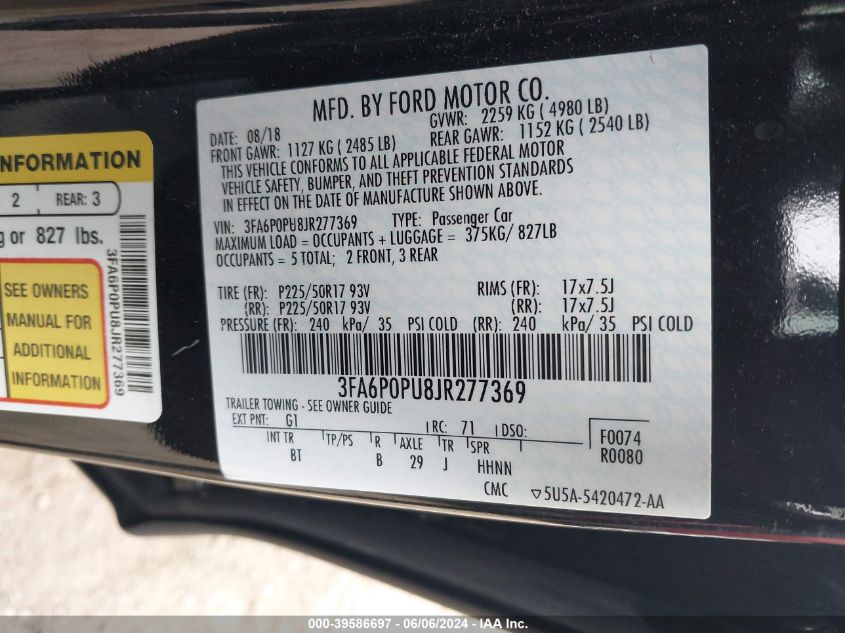 MFD. BY FORD MOTOR CO.
DATE: 08/18 GVWR: 2259 KG ( 4980 LB)
FRONT GAWR: 1127 KG ( 2485 LB) REAR GAWR: 1152 KG ( 2540 LB)
THIS VEHICLE CONFORMS TO ALL APPLICABLE FEDERAL MOTOR
VEHICLE SAFETY, BUMPER, AND THEFT PREVENTION STANDARDS
IN EFFECT ON THE DATE OF MANUFACTURE SHOWN ABOVE.
VIN: 3FA6P0PU8JR277369 TYPE: Passenger Car
MAXIMUM LOAD = OCCUPANTS + LUGGAGE = 375KG/ 827LB
OCCUPANTS = 5 TOTAL; 2 FRONT, 3 REAR
TIRE (FR): P225/50R17 93V RIMS (FR): 17x7.5J
(RR): P225/50R17 93V (RR): 17x7.5J
PRESSURE (FR): 240 kPa/ 35 PSI COLD (RR): 240 kPa/ 35 PSI COLD
3FA6P0PU8JR277369
TRAILER TOWING - SEE OWNER GUIDE
EXT PNT: G1 RC: 71 DSO:
INT TR TP/PS R AXLE TR SPR
BT B 29 J HHNN
F0074
R0080
CMC ▽5U5A-5420472-AA
INFORMATION
2 REAR: 3
g or 827 lbs.
SEE OWNERS
MANUAL FOR
ADDITIONAL
INFORMATION
3FA6P0PU8JR277369
000-39586697 - 06/06/2024 - IAA Inc.